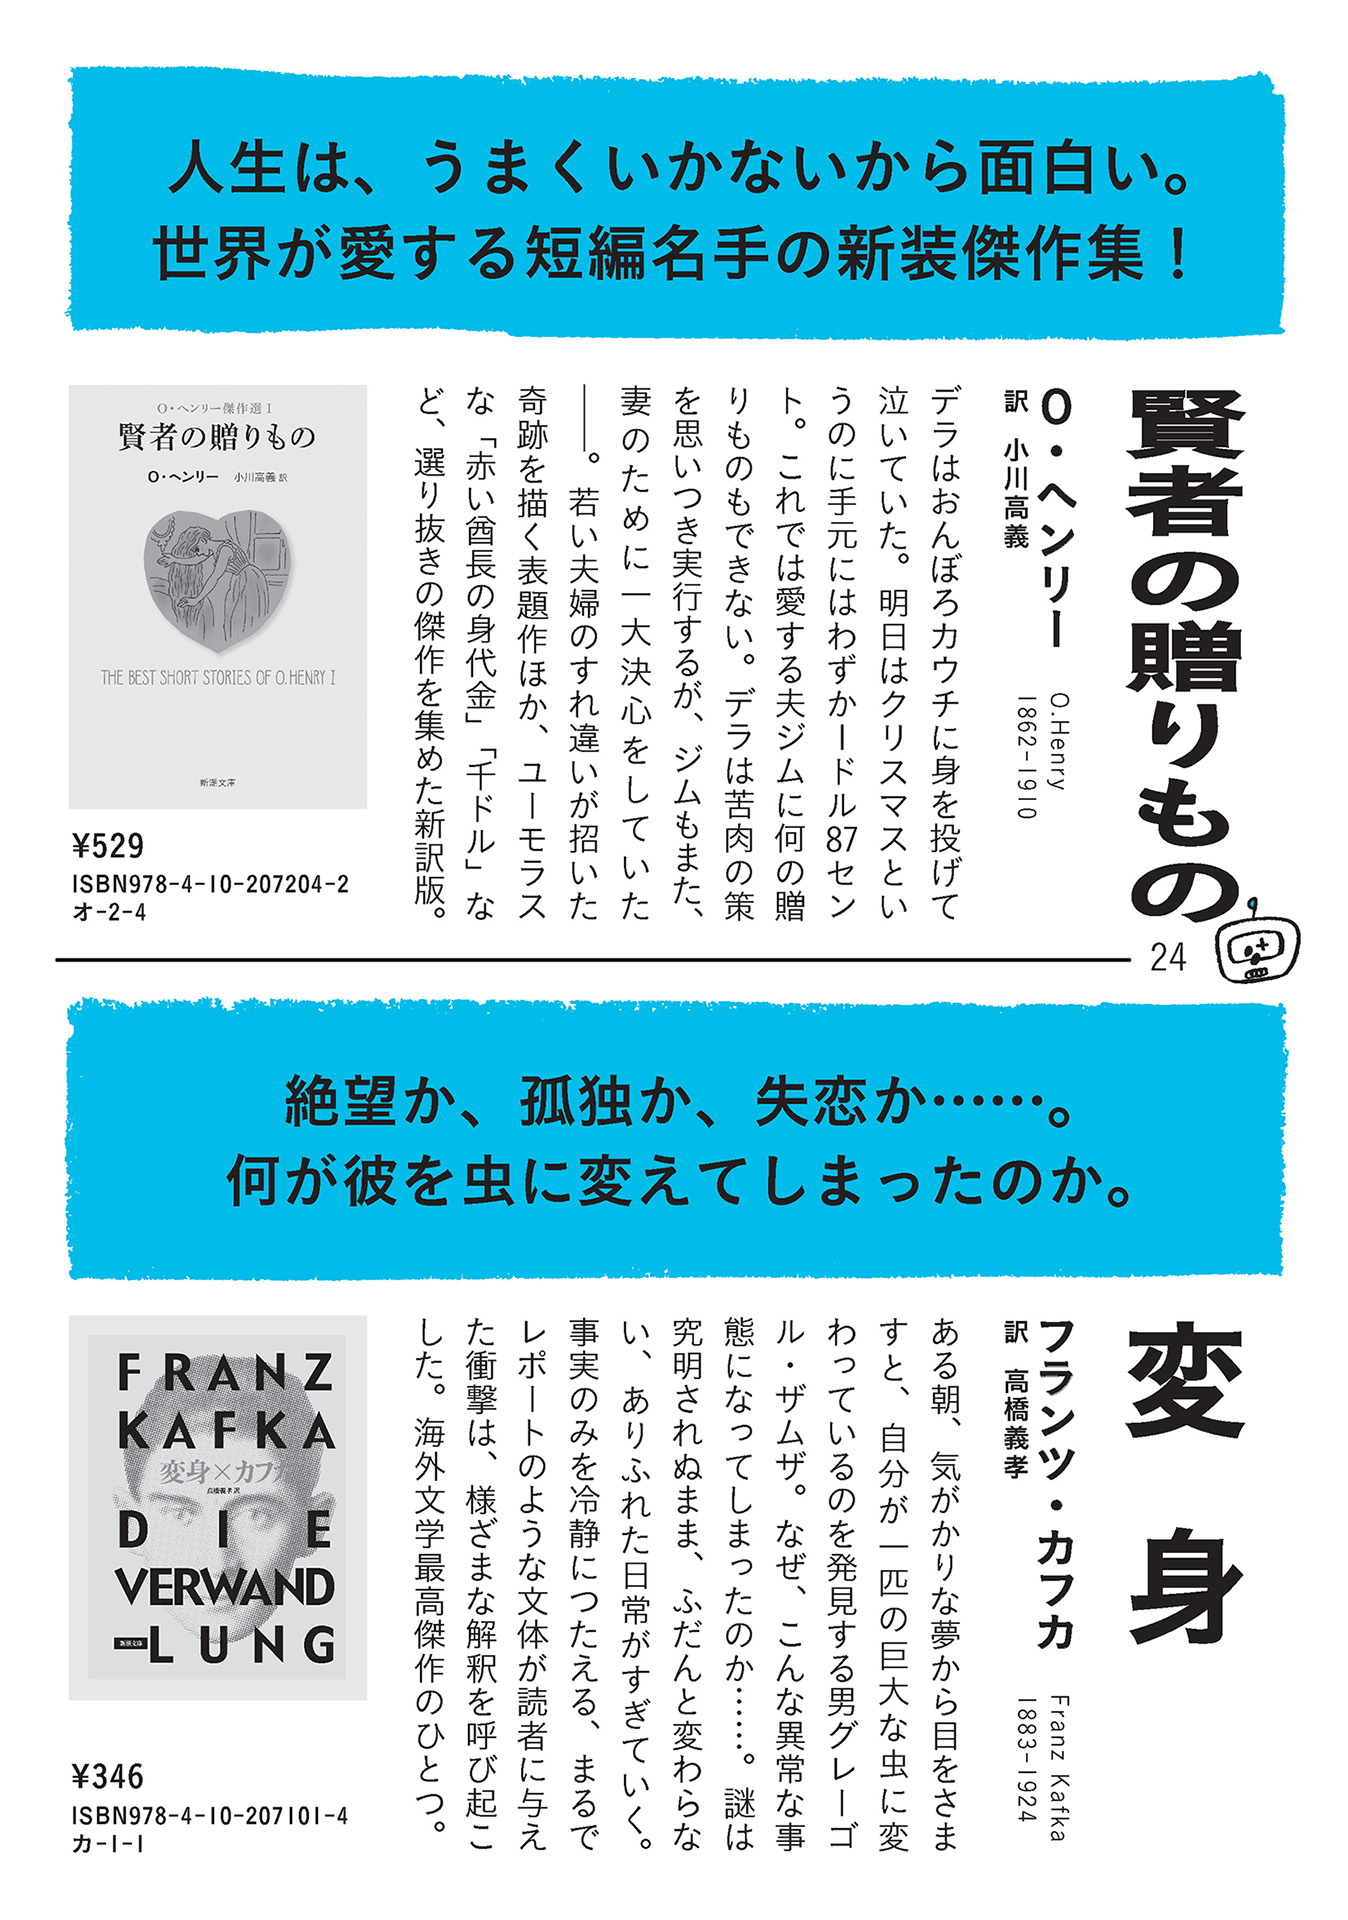 人生は、うまくいかないから面白い。
世界が愛する短編名手の新装傑作集！
賢者の贈りもの
O・ヘンリー
O.Henry
1862-1910
訳 小川高義
デラはおんぼろカウチに身を投げて
泣いていた。明日はクリスマスとい
うのに手元にはわずか一ドル87セン
ト。これでは愛する夫ジムに何の贈
りものもできない。デラは苦肉の策
を思いつき実行するが、ジムもまた、
妻のために一大決心をしていた
――。若い夫婦のすれ違いが招いた
奇跡を描く表題作ほか、ユーモラス
な「赤い酋長の身代金」「千ドル」な
ど、選り抜きの傑作を集めた新訳版。
O・ヘンリー傑作選 I
賢者の贈りもの
O・ヘンリー 小川高義 訳
THE BEST SHORT STORIES OF O. HENRY I
新潮文庫
¥529
ISBN978-4-10-207204-2
オ-2-4
24
絶望か、孤独か、失恋か……。
何が彼を虫に変えてしまったのか。
変身
フランツ・カフカ
Franz Kafka
1883-1924
訳 高橋義孝
ある朝、気がかりな夢から目をさま
すと、自分が一匹の巨大な虫に変
わっているのを発見する男グレーゴ
ル・ザムザ。なぜ、こんな異常な事
態になってしまったのか……。謎は
究明されぬまま、ふだんと変わらな
い、ありふれた日常がすぎていく。
事実のみを冷静につたえる、まるで
レポートのような文体が読者に与え
た衝撃は、様ざまな解釈を呼び起こ
した。海外文学最高傑作のひとつ。
FRANZ
KAFKA
変身×カフカ
高橋義孝 訳
DIE
VERWAND
新潮文庫
-LUNG
¥346
ISBN978-4-10-207101-4
カ-1-1